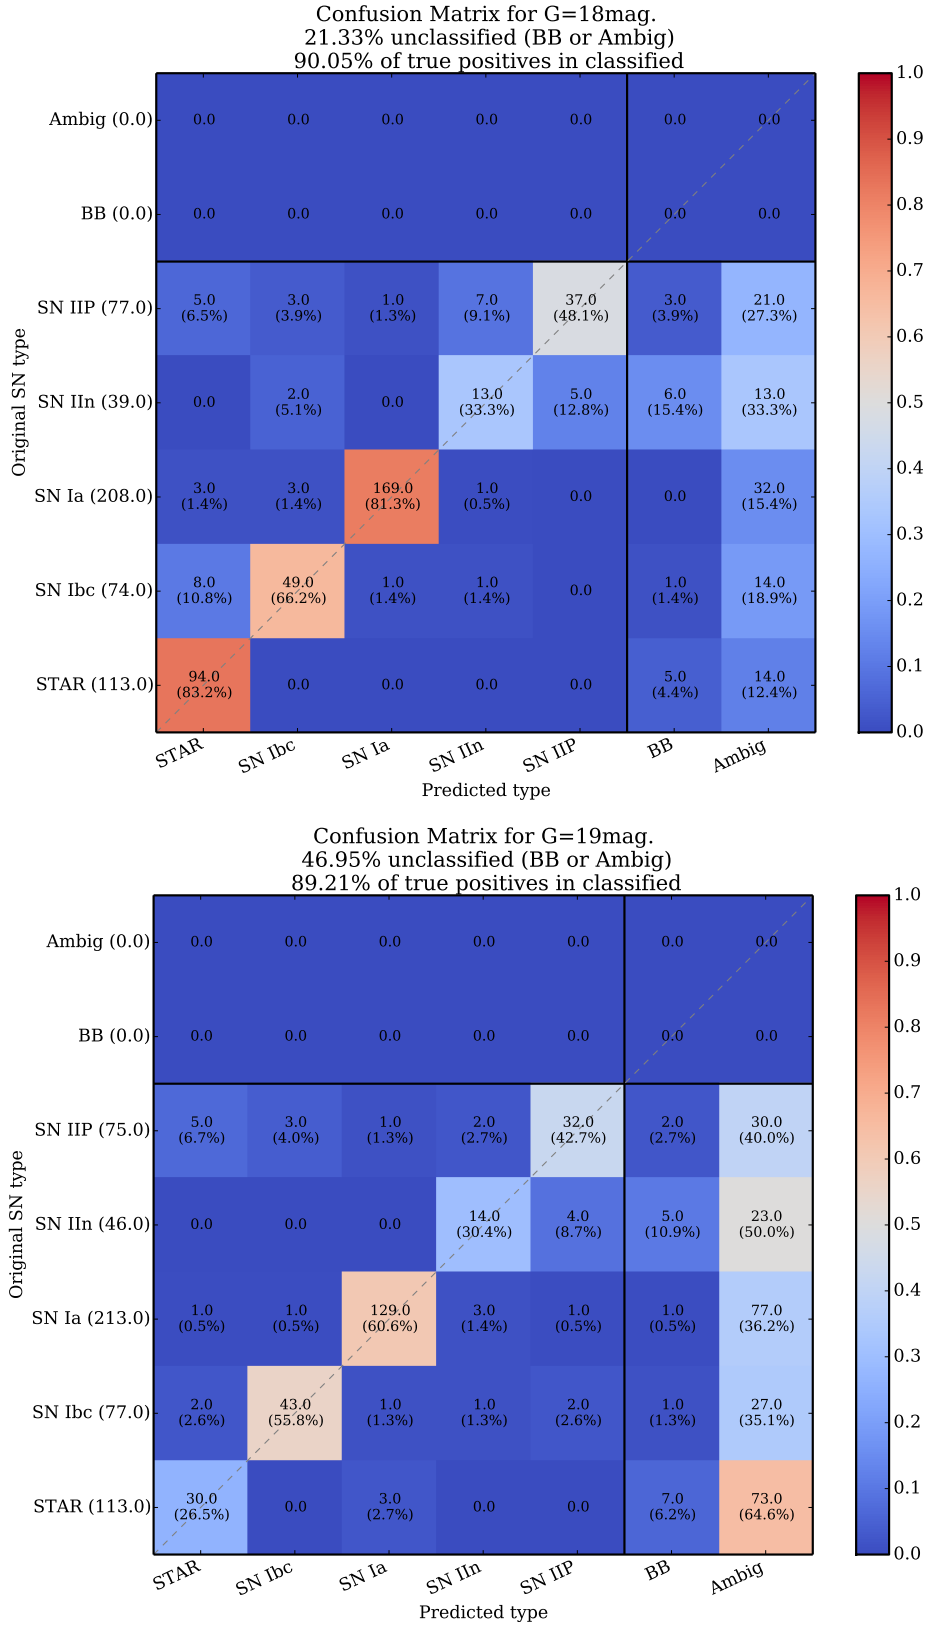 Confusion Matrix for G=18mag.
21.33% unclassified (BB or Ambig)
90.05% of true positives in classified
Ambig (0.0) 0.0 0.0 0.0 0.0 0.0 0.0 0.0
BB (0.0) 0.0 0.0 0.0 0.0 0.0 0.0 0.0
SN IIP (77.0) 5.0 3.0 1.0 7.0 37.0 3.0 21.0
(6.5%) (3.9%) (1.3%) (9.1%) (48.1%) (3.9%) (27.3%)
SN IIn (39.0) 0.0 2.0 0.0 13.0 5.0 6.0 13.0
(5.1%) (33.3%) (12.8%) (15.4%) (33.3%)
SN Ia (208.0) 3.0 3.0 169.0 1.0 0.0 0.0 32.0
(1.4%) (1.4%) (81.3%) (0.5%) (15.4%)
SN Ibc (74.0) 8.0 49.0 1.0 1.0 0.0 1.0 14.0
(10.8%) (66.2%) (1.4%) (1.4%) (1.4%) (18.9%)
STAR (113.0) 94.0 0.0 0.0 0.0 0.0 5.0 14.0
(83.2%) (4.4%) (12.4%)
STAR SN Ibc SN Ia SN IIn SN IIP BB Ambig
Predicted type
Original SN type
1.0
0.9
0.8
0.7
0.6
0.5
0.4
0.3
0.2
0.1
0.0
Confusion Matrix for G=19mag.
46.95% unclassified (BB or Ambig)
89.21% of true positives in classified
Ambig (0.0) 0.0 0.0 0.0 0.0 0.0 0.0 0.0
BB (0.0) 0.0 0.0 0.0 0.0 0.0 0.0 0.0
SN IIP (75.0) 5.0 3.0 1.0 2.0 32.0 2.0 30.0
(6.7%) (4.0%) (1.3%) (2.7%) (42.7%) (2.7%) (40.0%)
SN IIn (46.0) 0.0 0.0 0.0 14.0 4.0 5.0 23.0
(30.4%) (8.7%) (10.9%) (50.0%)
SN Ia (213.0) 1.0 1.0 129.0 3.0 1.0 1.0 77.0
(0.5%) (0.5%) (60.6%) (1.4%) (0.5%) (0.5%) (36.2%)
SN Ibc (77.0) 2.0 43.0 1.0 1.0 2.0 1.0 27.0
(2.6%) (55.8%) (1.3%) (1.3%) (2.6%) (1.3%) (35.1%)
STAR (113.0) 30.0 0.0 3.0 0.0 0.0 7.0 73.0
(26.5%) (2.7%) (6.2%) (64.6%)
STAR SN Ibc SN Ia SN IIn SN IIP BB Ambig
Predicted type
Original SN type
1.0
0.9
0.8
0.7
0.6
0.5
0.4
0.3
0.2
0.1
0.0